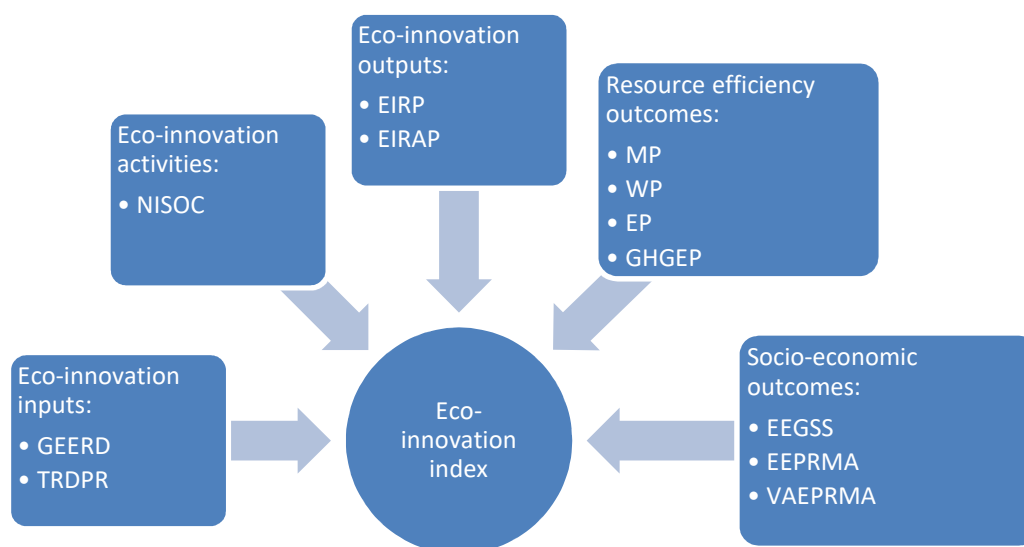 Eco-innovation
inputs:
• GEERD
• TRDPR
Eco-innovation
activities:
• NISOC
Eco-innovation
outputs:
• EIRP
• EIRAP
Resource efficiency
outcomes:
• MP
• WP
• EP
• GHGEP
Socio-economic
outcomes:
• EEGSS
• EEPRMA
• VAEPRMA
Eco-
innovation
index